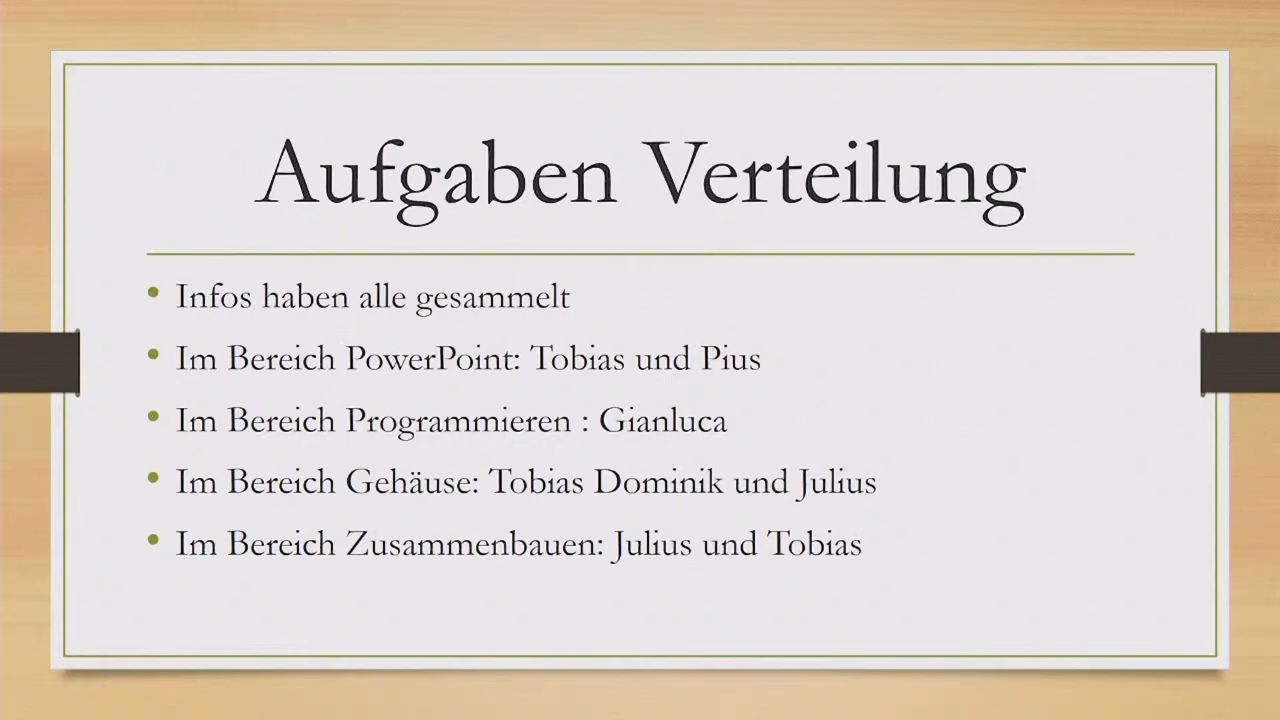 Aufgaben Verteilung
• Infos haben alle gesammelt
• Im Bereich PowerPoint: Tobias und Pius
• Im Bereich Programmieren : Gianluca
• Im Bereich Gehäuse: Tobias Dominik und Julius
• Im Bereich Zusammenbauen: Julius und Tobias